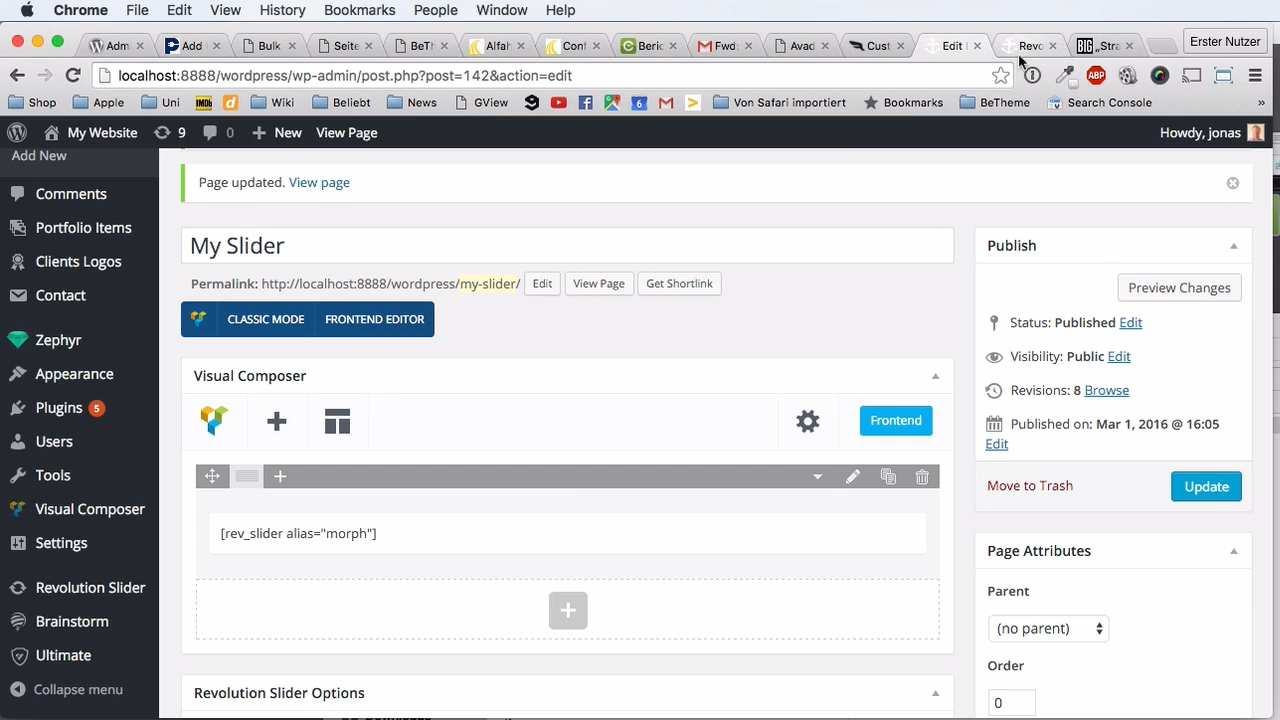 Chrome File Edit View History Bookmarks People Window Help
Adm Add Bulk Seite BeTh Alfah Conf Beric Fwd: Avad Cust Edit Reve BIG „Stra Erster Nutzer
localhost:8888/wordpress/wp-admin/post.php?post=142&action=edit ABP
Shop Apple Uni IMDb d Wiki Beliebt News GView 9 f 6 M > Von Safari importiert Bookmarks BeTheme Search Console »
My Website 9 0 + New View Page Howdy, jonas
Add New
Comments
Portfolio Items
Clients Logos
Contact
Zephyr
Appearance
Plugins 5
Users
Tools
Visual Composer
Settings
Revolution Slider
Brainstorm
Ultimate
Collapse menu
Page updated. View page
My Slider
Permalink: http://localhost:8888/wordpress/my-slider/ Edit View Page Get Shortlink
CLASSIC MODE FRONTEND EDITOR
Visual Composer
Frontend
[rev_slider alias="morph"]
Revolution Slider Options
Publish
Preview Changes
Status: Published Edit
Visibility: Public Edit
Revisions: 8 Browse
Published on: Mar 1, 2016 @ 16:05
Edit
Move to Trash Update
Page Attributes
Parent
(no parent)
Order
0